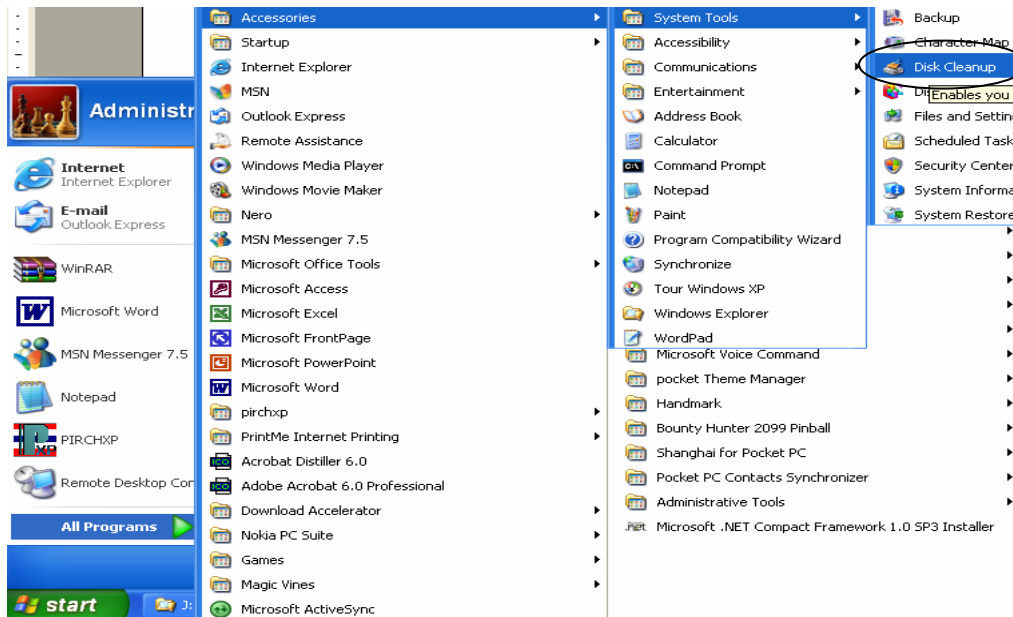 Administr
Internet
Internet Explorer
E-mail
Outlook Express
WinRAR
Microsoft Word
MSN Messenger 7.5
Notepad
PIRCHXP
Remote Desktop Cor
All Programs
start
J:
Accessories
Startup
Internet Explorer
MSN
Outlook Express
Remote Assistance
Windows Media Player
Windows Movie Maker
Nero
MSN Messenger 7.5
Microsoft Office Tools
Microsoft Access
Microsoft Excel
Microsoft FrontPage
Microsoft PowerPoint
Microsoft Word
pirchxp
PrintMe Internet Printing
Acrobat Distiller 6.0
Adobe Acrobat 6.0 Professional
Download Accelerator
Nokia PC Suite
Games
Magic Vines
Microsoft ActiveSync
System Tools
Accessibility
Communications
Entertainment
Address Book
Calculator
Command Prompt
Notepad
Paint
Program Compatibility Wizard
Synchronize
Tour Windows XP
Windows Explorer
WordPad
Microsoft Voice Command
pocket Theme Manager
Handmark
Bounty Hunter 2099 Pinball
Shanghai for Pocket PC
Pocket PC Contacts Synchronizer
Administrative Tools
Microsoft .NET Compact Framework 1.0 SP3 Installer
Backup
Character Map
Disk Cleanup
Enables you
Files and Settin
Scheduled Task
Security Center
System Informa
System Restore